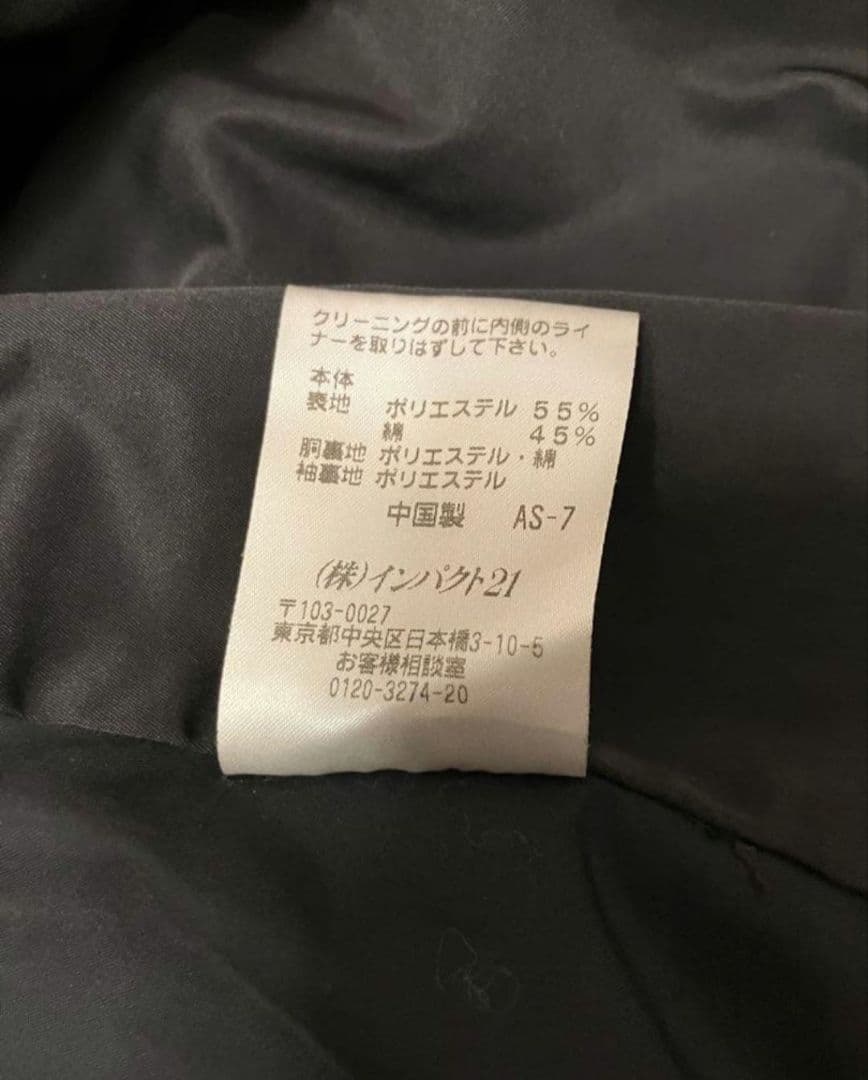 クリーニングの前に内側のライ
ナーを取りはずして下さい。
本体
表地 ポリエステル 55%
綿 45%
胴裏地 ポリエステル・綿
袖裏地 ポリエステル
中国製 AS-7
(株)インパクト21
〒103-0027
東京都中央区日本橋3-10-5
お客様相談室
0120-3274-20